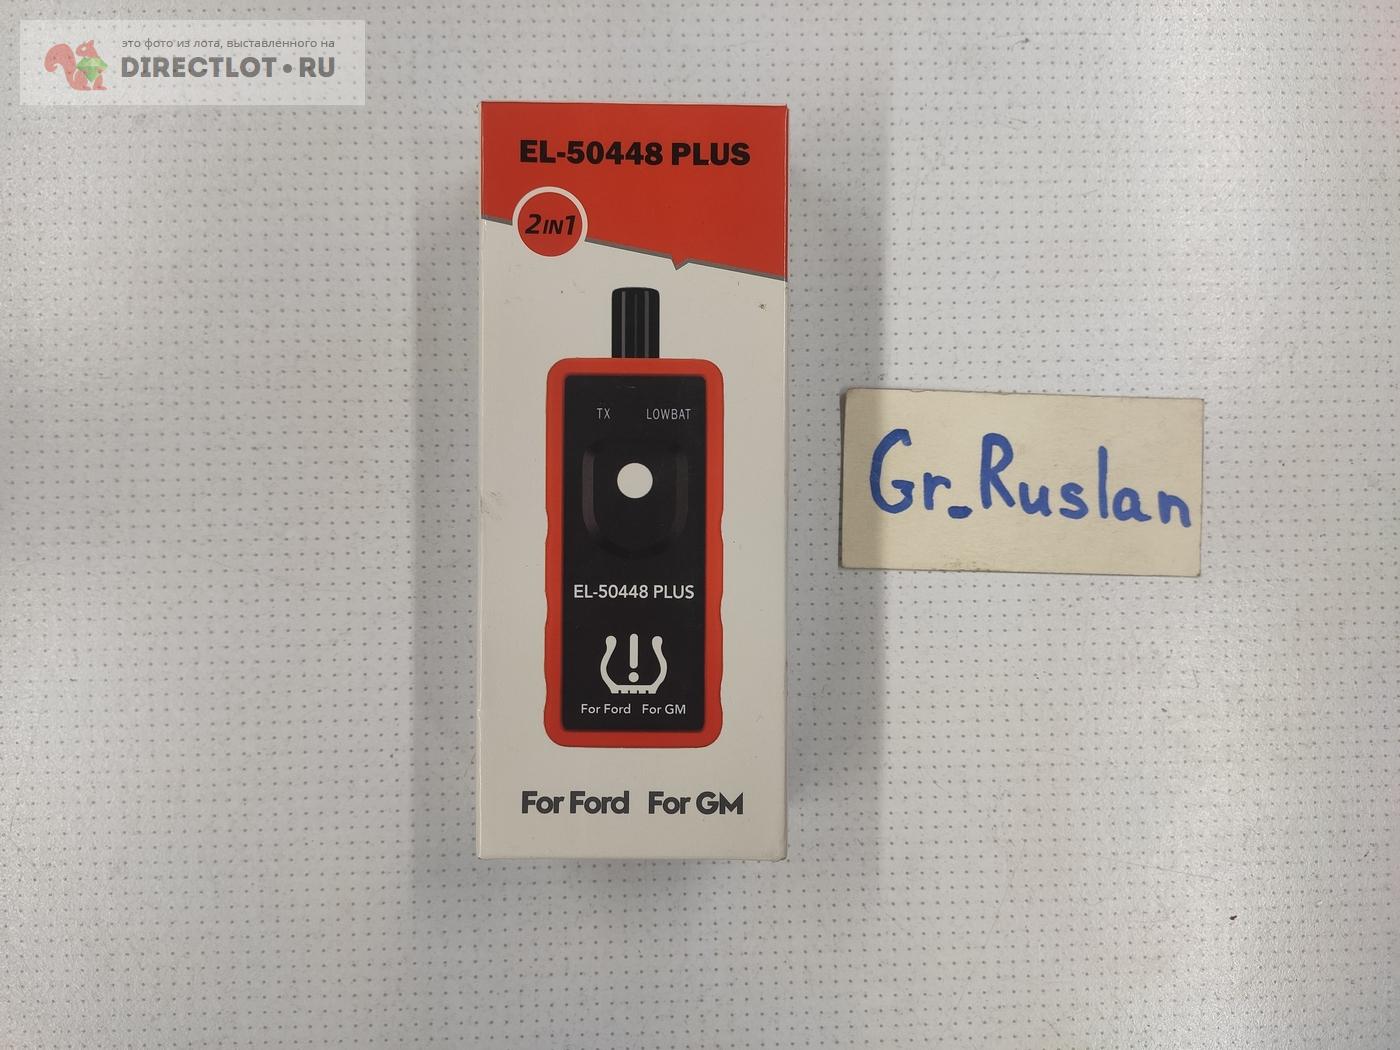 это фото из лота, выставленного на
DIRECTLOT•RU
EL-50448 PLUS
2IN1
TX LOWBAT
EL-50448 PLUS
For Ford For GM
For Ford For GM
Gr_Ruslan